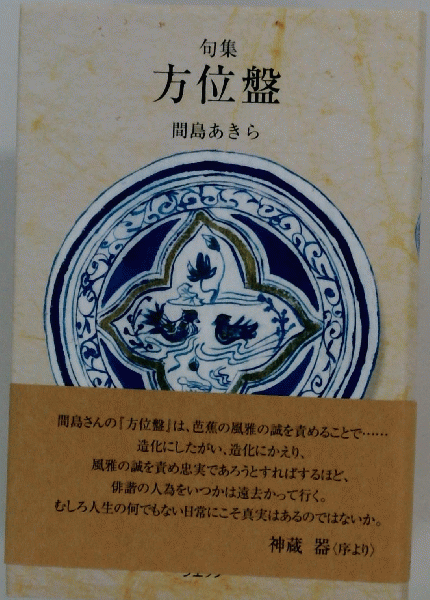 句集
方位盤
間島あきら
間島さんの『方位盤』は、芭蕉の風雅の誠を責めることで……
造化にしたがい、造化にかえり、
風雅の誠を責め忠実であろうとすればするほど、
俳諧の人為をいつかは遠去かって行く。
むしろ人生の何でもない日常にこそ真実はあるのではないか。
神蔵 器〈序より〉